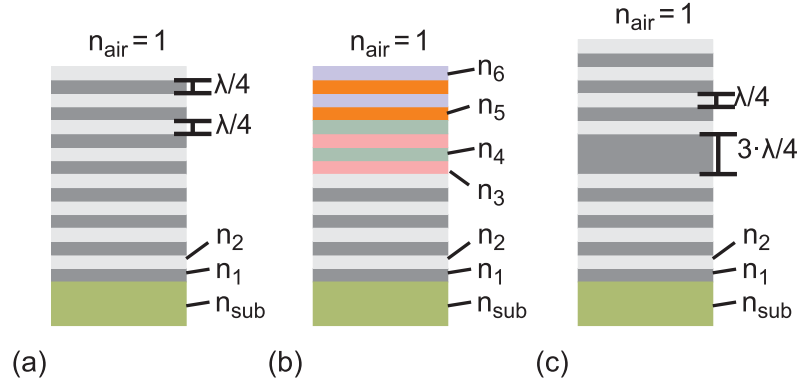 n_air = 1
λ/4
λ/4
n_2
n_1
n_sub
(a)
n_air = 1
n_6
n_5
n_4
n_3
n_2
n_1
n_sub
(b)
n_air = 1
λ/4
3·λ/4
n_2
n_1
n_sub
(c)